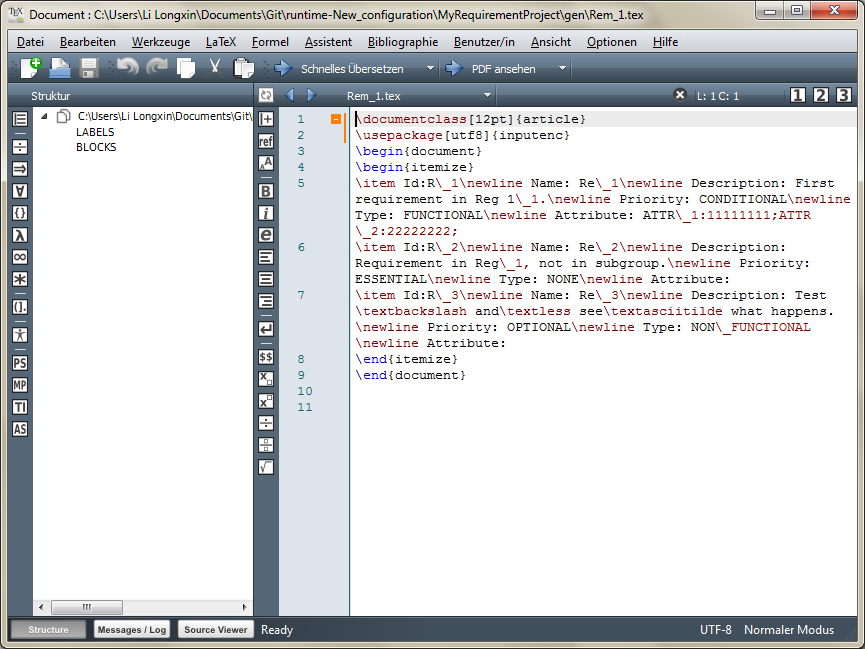 Document : C:\Users\Li Longxin\Documents\Git\runtime-New_configuration\MyRequirementProject\gen\Rem_1.tex
Datei Bearbeiten Werkzeuge LaTeX Formel Assistent Bibliographie Benutzer/in Ansicht Optionen Hilfe
Schnelles Übersetzen PDF ansehen
Struktur Rem_1.tex L: 1 C: 1 1 2 3
C:\Users\Li Longxin\Documents\Git\
LABELS
BLOCKS
1 \documentclass[12pt]{article}
2 \usepackage[utf8]{inputenc}
3 \begin{document}
4 \begin{itemize}
5 \item Id:R\_1\newline Name: Re\_1\newline Description: First
requirement in Reg 1\_1.\newline Priority: CONDITIONAL\newline
Type: FUNCTIONAL\newline Attribute: ATTR\_1:11111111;ATTR
\_2:22222222;
6 \item Id:R\_2\newline Name: Re\_2\newline Description:
Requirement in Reg\_1, not in subgroup.\newline Priority:
ESSENTIAL\newline Type: NONE\newline Attribute:
7 \item Id:R\_3\newline Name: Re\_3\newline Description: Test
\textbackslash and\textless see\textasciitilde what happens.
\newline Priority: OPTIONAL\newline Type: NON\_FUNCTIONAL
\newline Attribute:
8 \end{itemize}
9 \end{document}
10
11
ref
B
i
e
PS
MP
TI
AS
$$
Structure Messages / Log Source Viewer Ready UTF-8 Normaler Modus